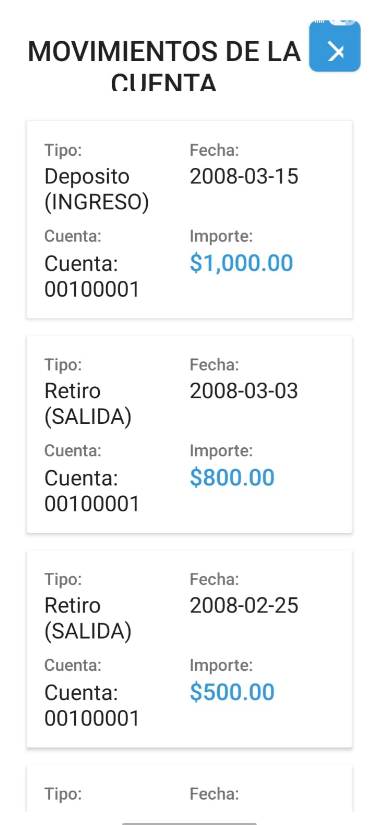 MOVIMIENTOS DE LA
CUENTA
Tipo: Fecha:
Deposito 2008-03-15
(INGRESO)
Cuenta: Importe:
Cuenta: $1,000.00
00100001
Tipo: Fecha:
Retiro 2008-03-03
(SALIDA)
Cuenta: Importe:
Cuenta: $800.00
00100001
Tipo: Fecha:
Retiro 2008-02-25
(SALIDA)
Cuenta: Importe:
Cuenta: $500.00
00100001
Tipo: Fecha: